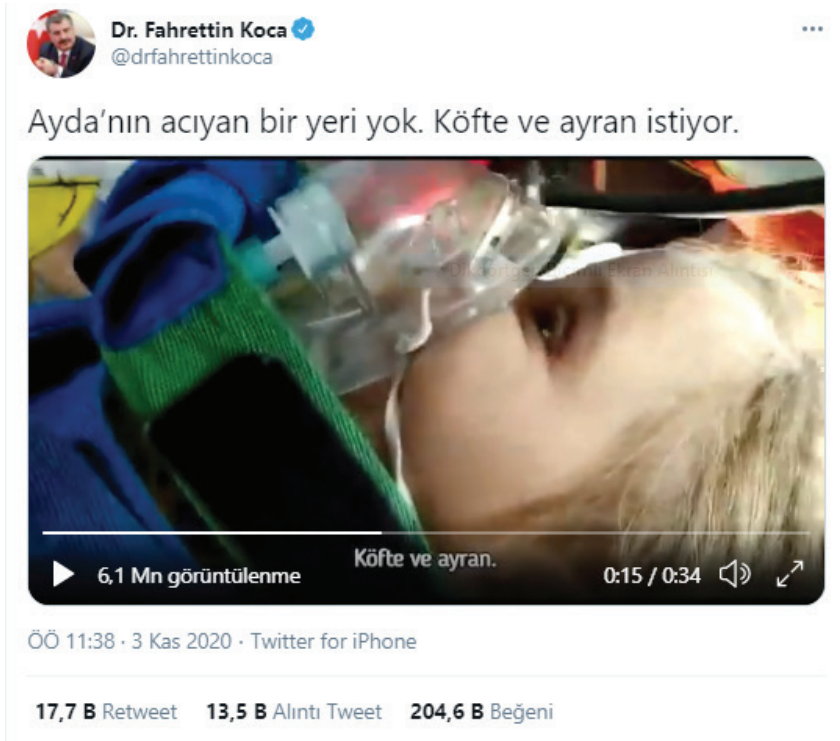 Dr. Fahrettin Koca
@drfahrettinkoca
Ayda'nın acıyan bir yeri yok. Köfte ve ayran istiyor.
Ekran Alıntısı
Köfte ve ayran.
6,1 Mn görüntülenme
0:15 / 0:34
ÖÖ 11:38 · 3 Kas 2020 · Twitter for iPhone
17,7 B Retweet 13,5 B Alıntı Tweet 204,6 B Beğeni